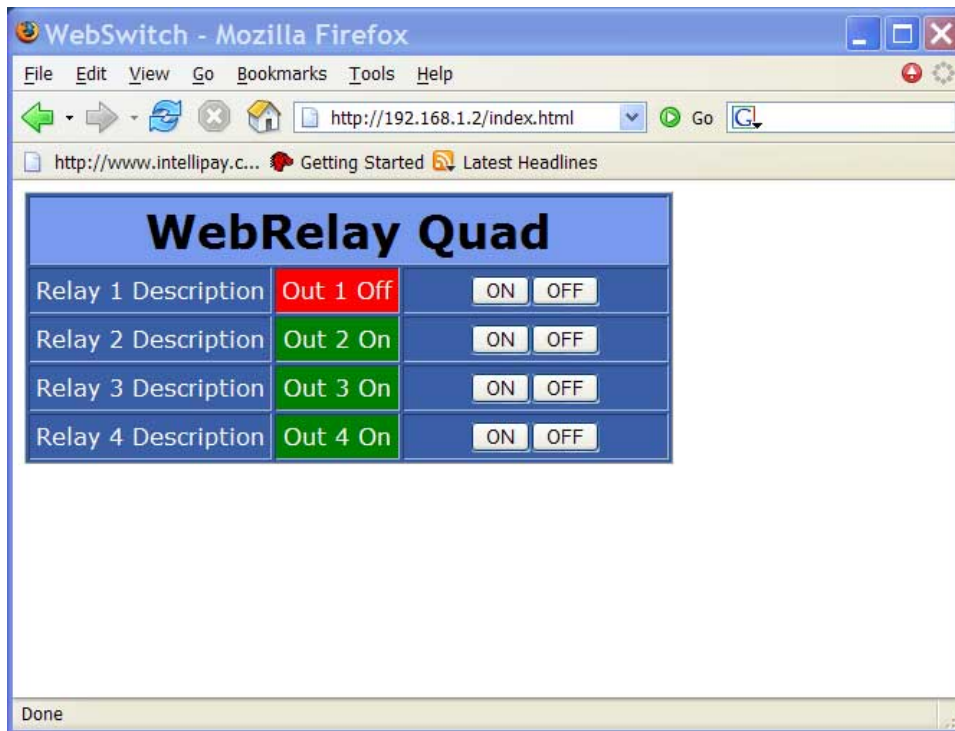 WebSwitch - Mozilla Firefox
File Edit View Go Bookmarks Tools Help
http://192.168.1.2/index.html Go G
http://www.intellipay.c... Getting Started Latest Headlines
WebRelay Quad
Relay 1 Description Out 1 Off ON OFF
Relay 2 Description Out 2 On ON OFF
Relay 3 Description Out 3 On ON OFF
Relay 4 Description Out 4 On ON OFF
Done